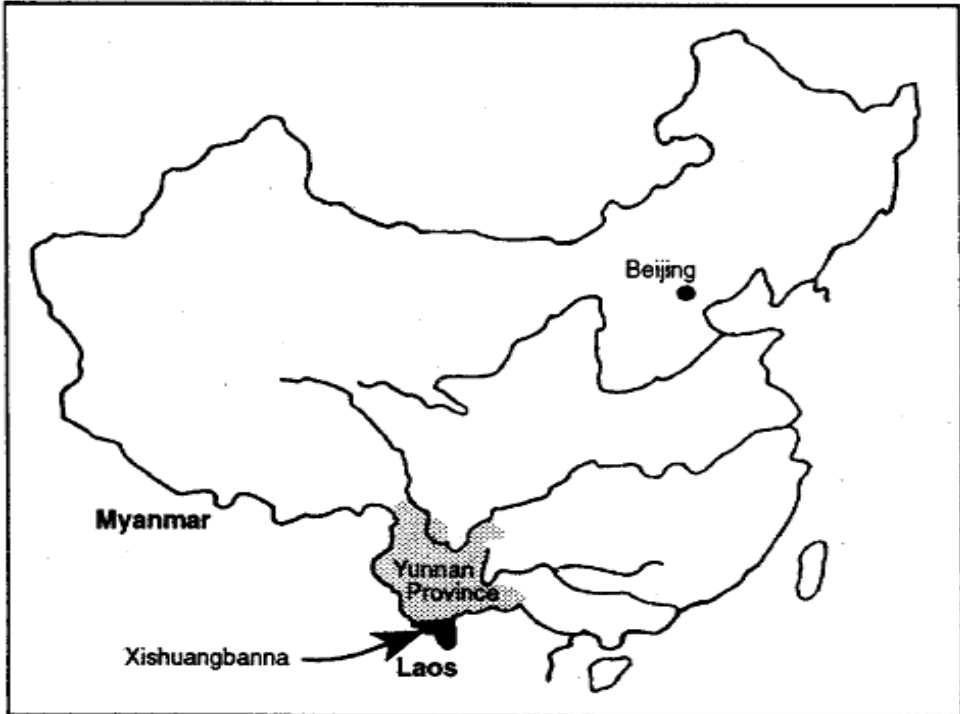 Beijing
Myanmar
Yunnan
Province
Xishuangbanna
Laos